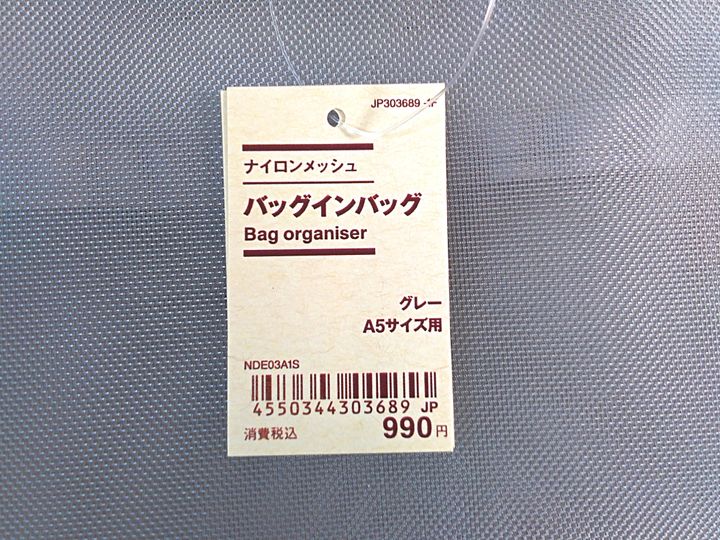 JP303689
ナイロンメッシュ
バッグインバッグ
Bag organiser
グレー
A5サイズ用
NDE03A1S
4550344303689 JP
消費税込 990円